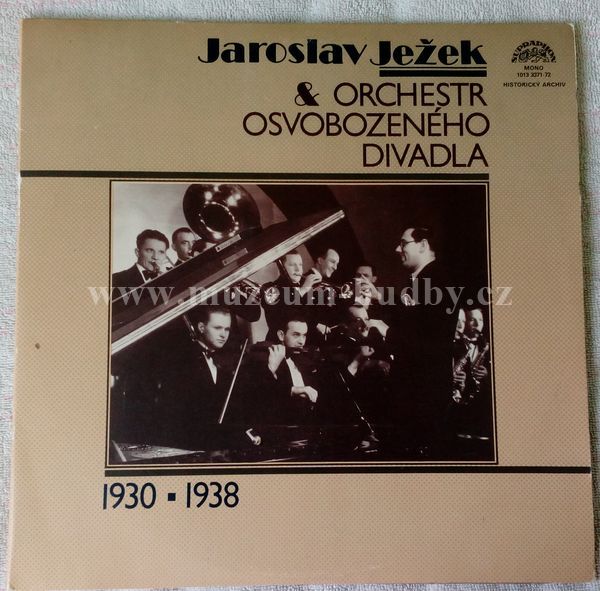 Jaroslav Ježek
& ORCHESTR
OSVOBOZENÉHO
DIVADLA
SUPRAPHON
MONO
1013 3371-72
HISTORICKÝ ARCHIV
www.muzeum-hudby.cz
1930 ▪ 1938